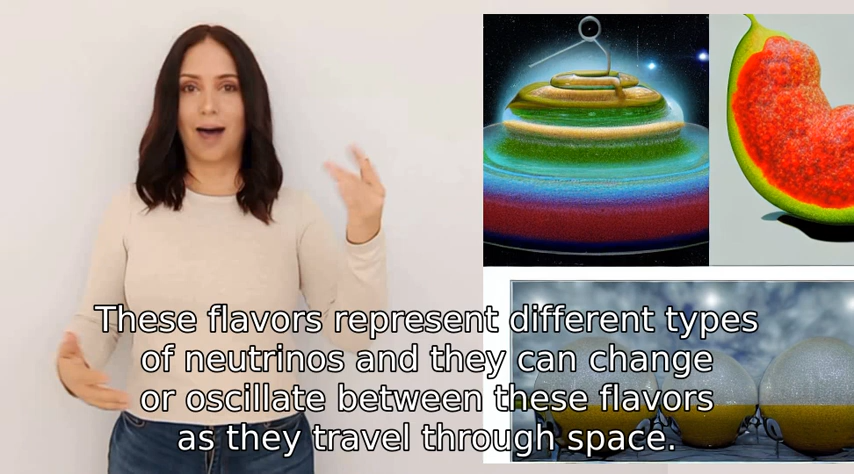 These flavors represent different types
of neutrinos and they can change
or oscillate between these flavors
as they travel through space.